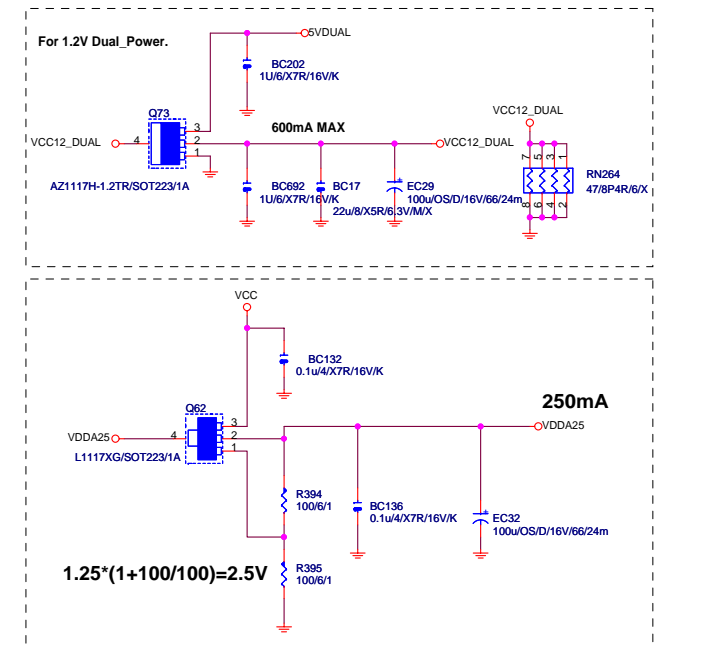 For 1.2V Dual_Power.
5VDUAL
BC202
1U/6/X7R/16V/K
Q73
3
VCC12_DUAL
4
2
1
600mA MAX
VCC12_DUAL
AZ1117H-1.2TR/SOT223/1A
BC692
1U/6/X7R/16V/K
BC17
22u/8/X5R/6.3V/M/X
EC29
100u/OS/D/16V/66/24m
VCC12_DUAL
7 5 3 1
RN264
47/8P4R/6/X
8 6 4 2
VCC
BC132
0.1u/4/X7R/16V/K
Q62
3
VDDA25
4
2
1
L1117XG/SOT223/1A
250mA
VDDA25
R394
100/6/1
BC136
0.1u/4/X7R/16V/K
EC32
100u/OS/D/16V/66/24m
1.25*(1+100/100)=2.5V
R395
100/6/1